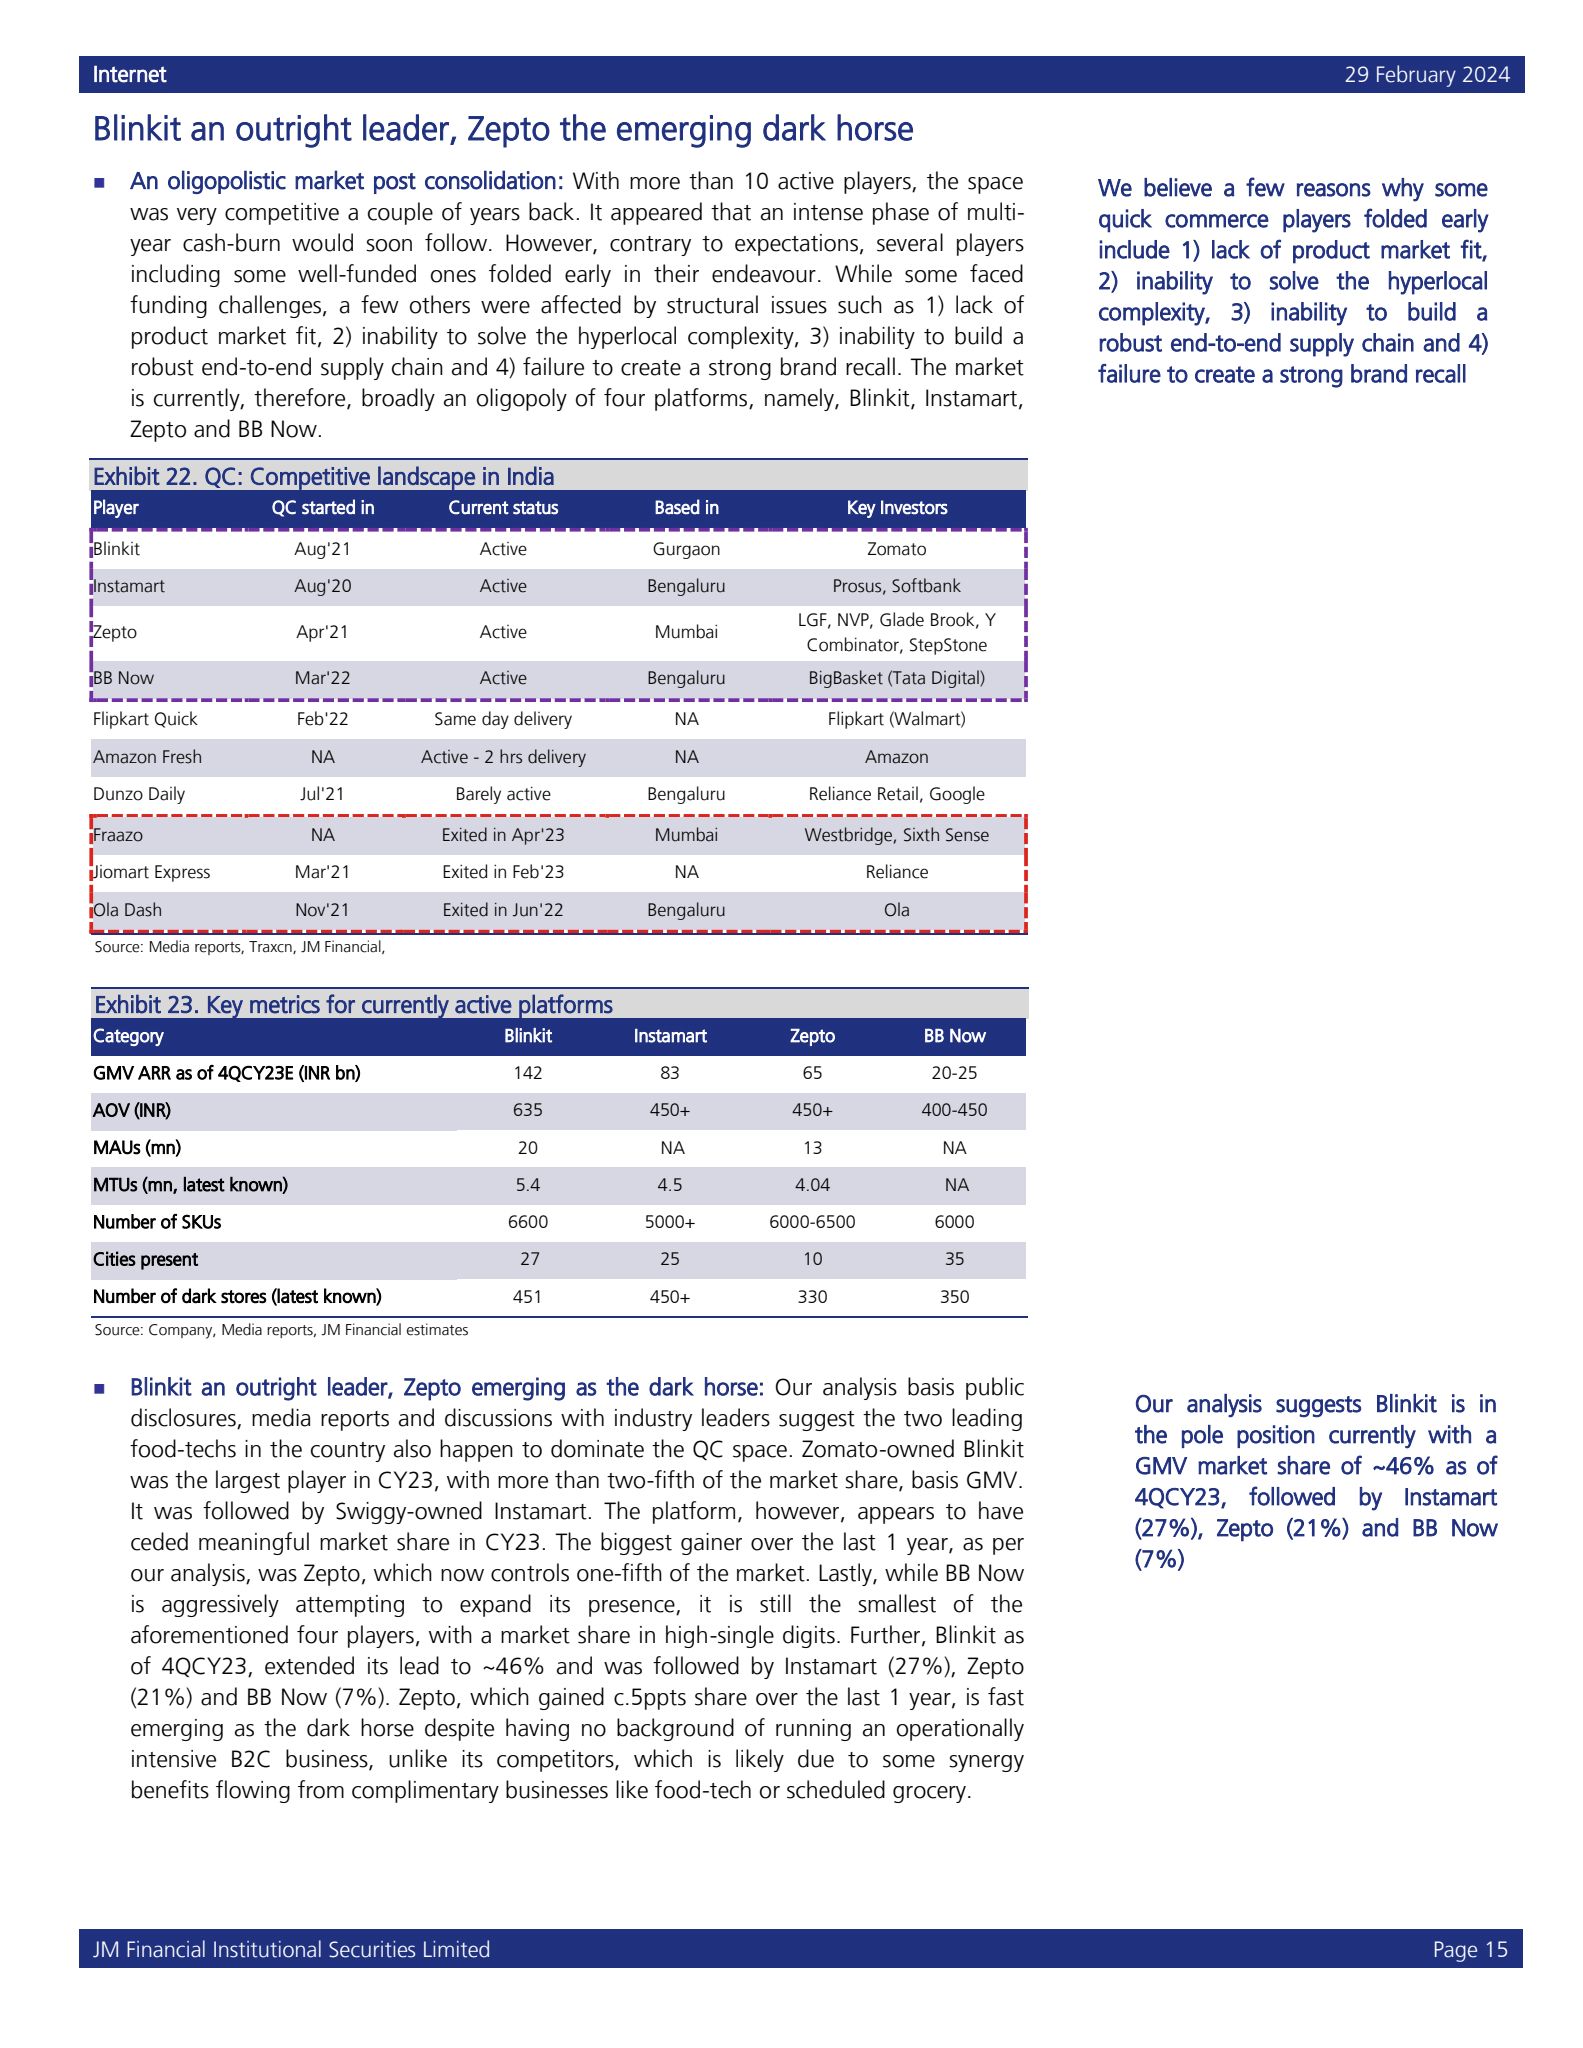 Internet 29 February 2024
Blinkit an outright leader, Zepto the emerging dark horse
▪ An oligopolistic market post consolidation: With more than 10 active players, the space
was very competitive a couple of years back. It appeared that an intense phase of multi-
year cash-burn would soon follow. However, contrary to expectations, several players
including some well-funded ones folded early in their endeavour. While some faced
funding challenges, a few others were affected by structural issues such as 1) lack of
product market fit, 2) inability to solve the hyperlocal complexity, 3) inability to build a
robust end-to-end supply chain and 4) failure to create a strong brand recall. The market
is currently, therefore, broadly an oligopoly of four platforms, namely, Blinkit, Instamart,
Zepto and BB Now.
We believe a few reasons why some
quick commerce players folded early
include 1) lack of product market fit,
2) inability to solve the hyperlocal
complexity, 3) inability to build a
robust end-to-end supply chain and 4)
failure to create a strong brand recall
Exhibit 22. QC: Competitive landscape in India
Player QC started in Current status Based in Key Investors
Blinkit Aug'21 Active Gurgaon Zomato
Instamart Aug'20 Active Bengaluru Prosus, Softbank
Zepto Apr'21 Active Mumbai LGF, NVP, Glade Brook, Y
Combinator, StepStone
BB Now Mar'22 Active Bengaluru BigBasket (Tata Digital)
Flipkart Quick Feb'22 Same day delivery NA Flipkart (Walmart)
Amazon Fresh NA Active - 2 hrs delivery NA Amazon
Dunzo Daily Jul'21 Barely active Bengaluru Reliance Retail, Google
Fraazo NA Exited in Apr'23 Mumbai Westbridge, Sixth Sense
Jiomart Express Mar'21 Exited in Feb'23 NA Reliance
Ola Dash Nov'21 Exited in Jun'22 Bengaluru Ola
Source: Media reports, Traxcn, JM Financial,
Exhibit 23. Key metrics for currently active platforms
Category Blinkit Instamart Zepto BB Now
GMV ARR as of 4QCY23E (INR bn) 142 83 65 20-25
AOV (INR) 635 450+ 450+ 400-450
MAUs (mn) 20 NA 13 NA
MTUs (mn, latest known) 5.4 4.5 4.04 NA
Number of SKUs 6600 5000+ 6000-6500 6000
Cities present 27 25 10 35
Number of dark stores (latest known) 451 450+ 330 350
Source: Company, Media reports, JM Financial estimates
▪ Blinkit an outright leader, Zepto emerging as the dark horse: Our analysis basis public
disclosures, media reports and discussions with industry leaders suggest the two leading
food-techs in the country also happen to dominate the QC space. Zomato-owned Blinkit
was the largest player in CY23, with more than two-fifth of the market share, basis GMV.
It was followed by Swiggy-owned Instamart. The platform, however, appears to have
ceded meaningful market share in CY23. The biggest gainer over the last 1 year, as per
our analysis, was Zepto, which now controls one-fifth of the market. Lastly, while BB Now
is aggressively attempting to expand its presence, it is still the smallest of the
aforementioned four players, with a market share in high-single digits. Further, Blinkit as
of 4QCY23, extended its lead to ~46% and was followed by Instamart (27%), Zepto
(21%) and BB Now (7%). Zepto, which gained c.5ppts share over the last 1 year, is fast
emerging as the dark horse despite having no background of running an operationally
intensive B2C business, unlike its competitors, which is likely due to some synergy
benefits flowing from complimentary businesses like food-tech or scheduled grocery.
Our analysis suggests Blinkit is in
the pole position currently with a
GMV market share of ~46% as of
4QCY23, followed by Instamart
(27%), Zepto (21%) and BB Now
(7%)
JM Financial Institutional Securities Limited Page 15